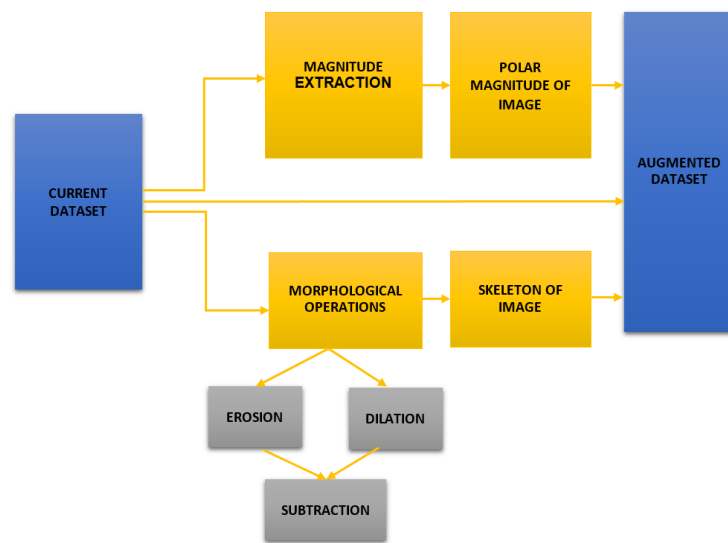 CURRENT
DATASET
MAGNITUDE
EXTRACTION
POLAR
MAGNITUDE OF
IMAGE
AUGMENTED
DATASET
MORPHOLOGICAL
OPERATIONS
SKELETON OF
IMAGE
EROSION
DILATION
SUBTRACTION